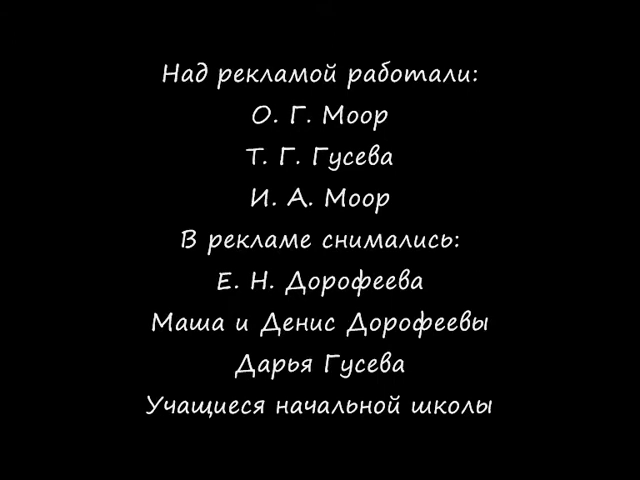 Над рекламой работали:
О. Г. Моор
Т. Г. Гусева
И. А. Моор
В рекламе снимались:
Е. Н. Дорофеева
Маша и Денис Дорофеевы
Дарья Гусева
Учащиеся начальной школы